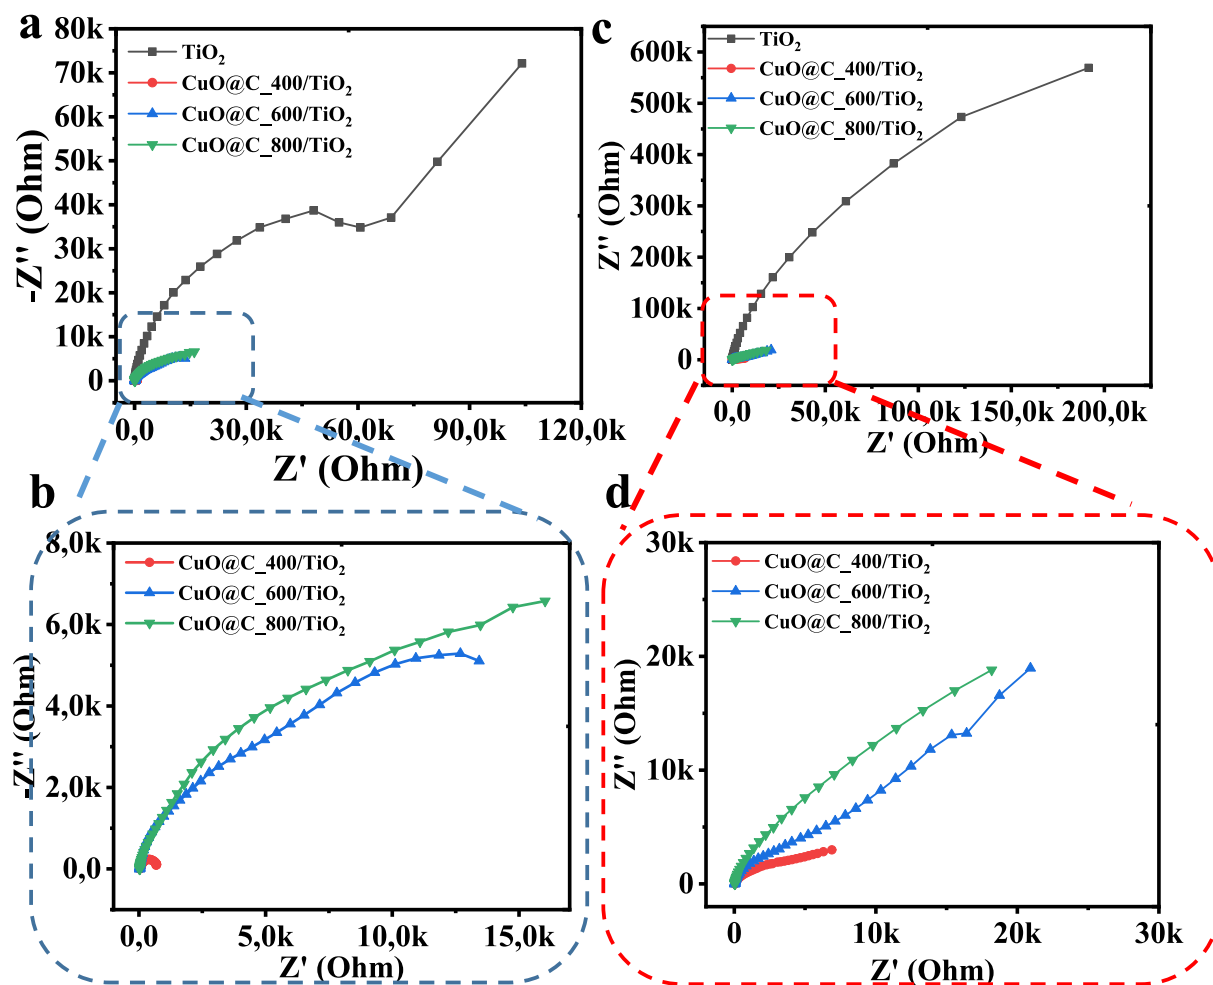 a
80k
70k
60k
50k
40k
30k
20k
10k
0
-Z'' (Ohm)
TiO₂
CuO@C_400/TiO₂
CuO@C_600/TiO₂
CuO@C_800/TiO₂
0,0 30,0k 60,0k 90,0k 120,0k
Z' (Ohm)
c
600k
500k
400k
300k
200k
100k
0
Z'' (Ohm)
TiO₂
CuO@C_400/TiO₂
CuO@C_600/TiO₂
CuO@C_800/TiO₂
0,0 50,0k 100,0k 150,0k 200,0k
Z' (Ohm)
b
8,0k
6,0k
4,0k
2,0k
0,0
-Z'' (Ohm)
CuO@C_400/TiO₂
CuO@C_600/TiO₂
CuO@C_800/TiO₂
0,0 5,0k 10,0k 15,0k
Z' (Ohm)
d
30k
20k
10k
0
Z'' (Ohm)
CuO@C_400/TiO₂
CuO@C_600/TiO₂
CuO@C_800/TiO₂
0 10k 20k 30k
Z' (Ohm)